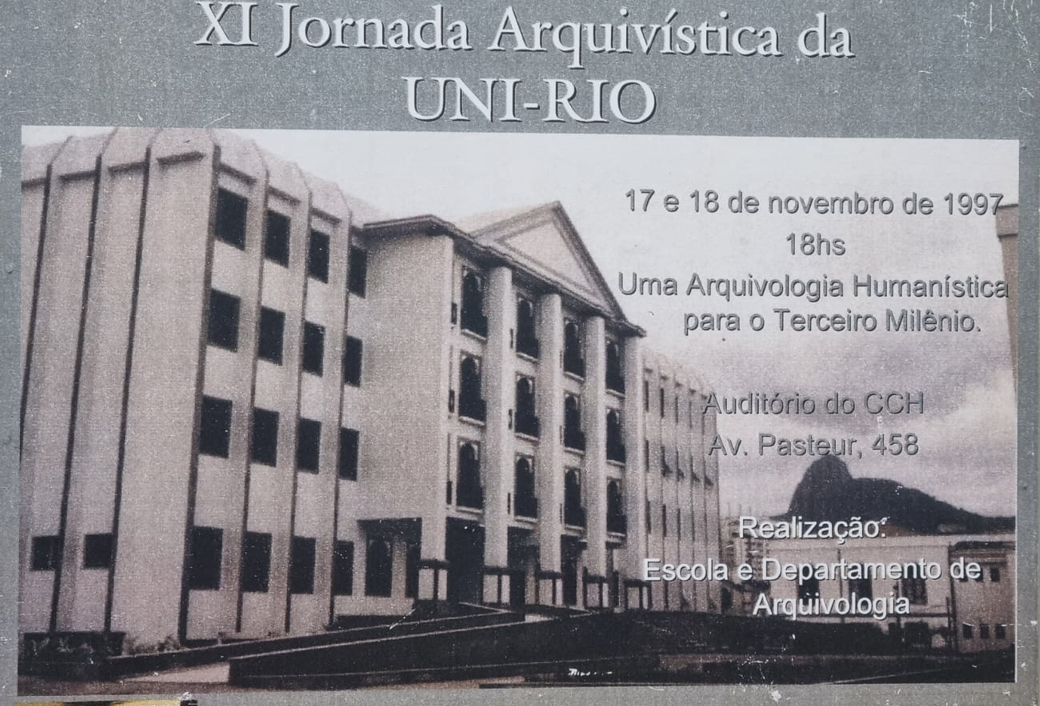 XI Jornada Arquivística da
UNI-RIO
17 e 18 de novembro de 1997
18hs
Uma Arquivologia Humanística
para o Terceiro Milênio.
Auditório do CCH
Av. Pasteur, 458
Realização:
Escola e Departamento de
Arquivologia